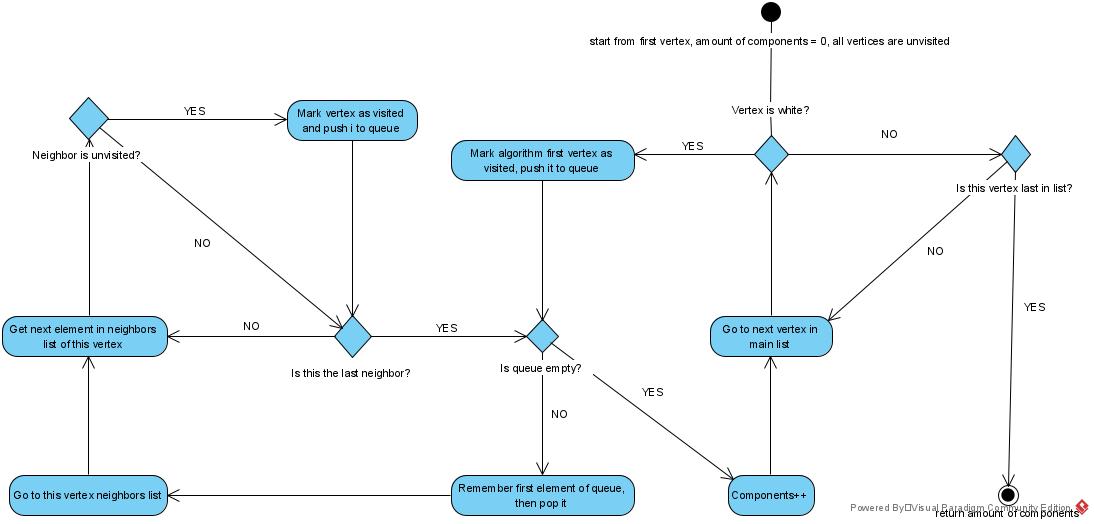 start from first vertex, amount of components = 0, all vertices are unvisited
Vertex is white?
YES
Mark vertex as visited
and push i to queue
Neighbor is unvisited?
YES
NO
Mark algorithm first vertex as
visited, push it to queue
Is this vertex last in list?
NO
NO
YES
Get next element in neighbors
list of this vertex
NO
YES
Is this the last neighbor?
Is queue empty?
Go to next vertex in
main list
YES
NO
Go to this vertex neighbors list
Remember first element of queue,
then pop it
Components++
Powered By Visual Paradigm Community Edition
return amount of components